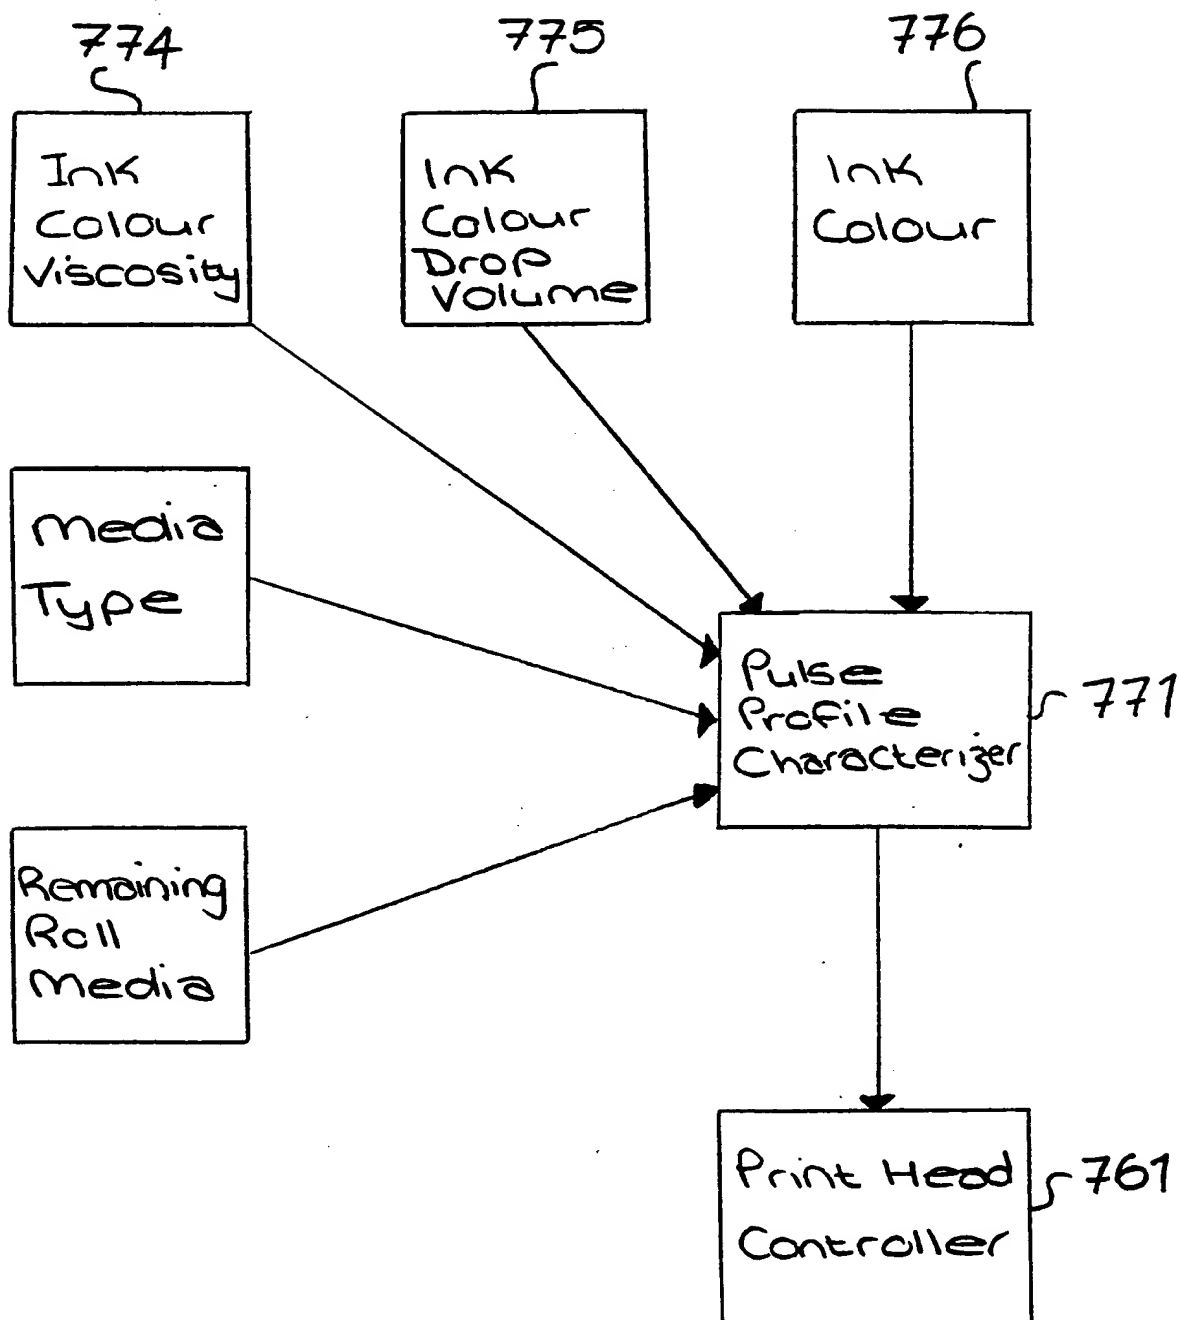 774
775
776
Ink
Colour
Viscosity
Ink
Colour
Drop
Volume
Ink
Colour
Media
Type
Pulse
Profile
Characterizer
771
Remaining
Roll
Media
Print Head
Controller
761